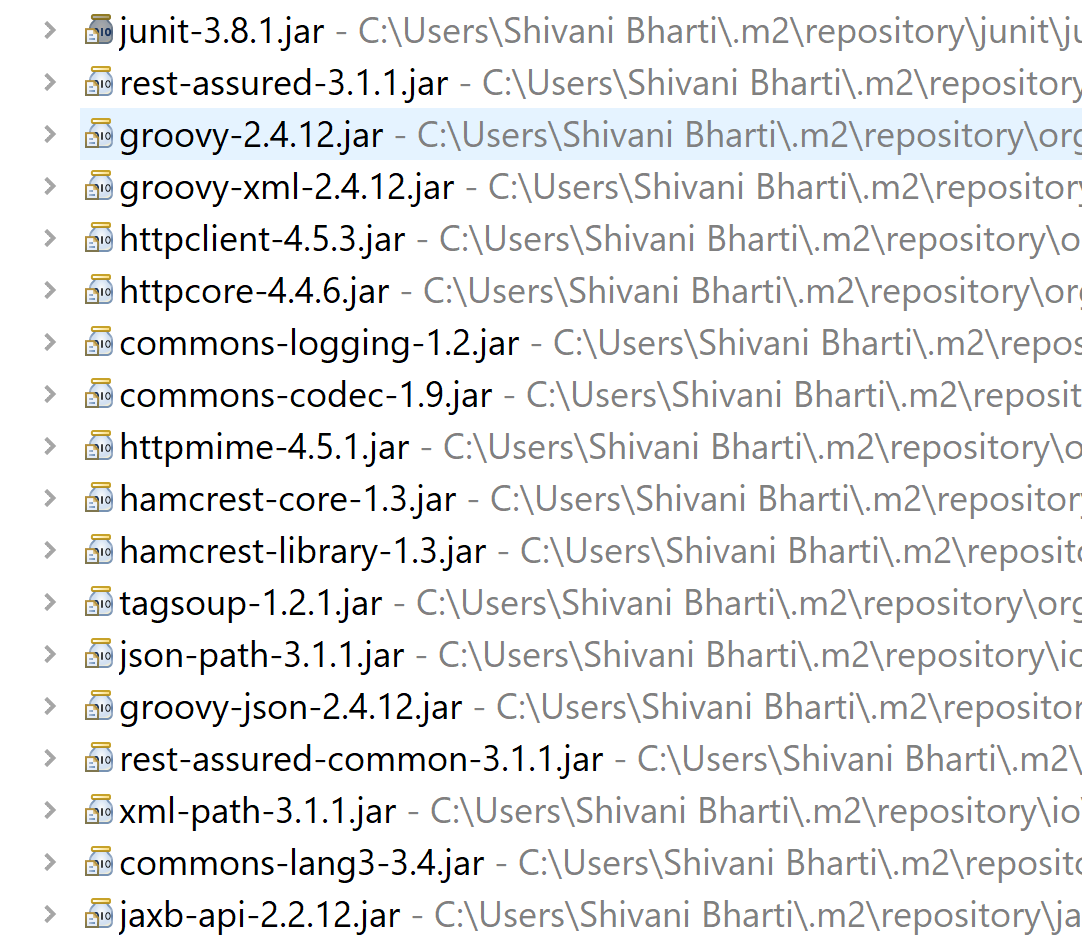 junit-3.8.1.jar - C:\Users\Shivani Bharti\.m2\repository\junit\
rest-assured-3.1.1.jar - C:\Users\Shivani Bharti\.m2\repository
groovy-2.4.12.jar - C:\Users\Shivani Bharti\.m2\repository\org
groovy-xml-2.4.12.jar - C:\Users\Shivani Bharti\.m2\repository
httpclient-4.5.3.jar - C:\Users\Shivani Bharti\.m2\repository\o
httpcore-4.4.6.jar - C:\Users\Shivani Bharti\.m2\repository\org
commons-logging-1.2.jar - C:\Users\Shivani Bharti\.m2\repos
commons-codec-1.9.jar - C:\Users\Shivani Bharti\.m2\reposit
httpmime-4.5.1.jar - C:\Users\Shivani Bharti\.m2\repository\o
hamcrest-core-1.3.jar - C:\Users\Shivani Bharti\.m2\repository
hamcrest-library-1.3.jar - C:\Users\Shivani Bharti\.m2\reposito
tagsoup-1.2.1.jar - C:\Users\Shivani Bharti\.m2\repository\org
json-path-3.1.1.jar - C:\Users\Shivani Bharti\.m2\repository\io
groovy-json-2.4.12.jar - C:\Users\Shivani Bharti\.m2\repositor
rest-assured-common-3.1.1.jar - C:\Users\Shivani Bharti\.m2\
xml-path-3.1.1.jar - C:\Users\Shivani Bharti\.m2\repository\io
commons-lang3-3.4.jar - C:\Users\Shivani Bharti\.m2\reposito
jaxb-api-2.2.12.jar - C:\Users\Shivani Bharti\.m2\repository\ja